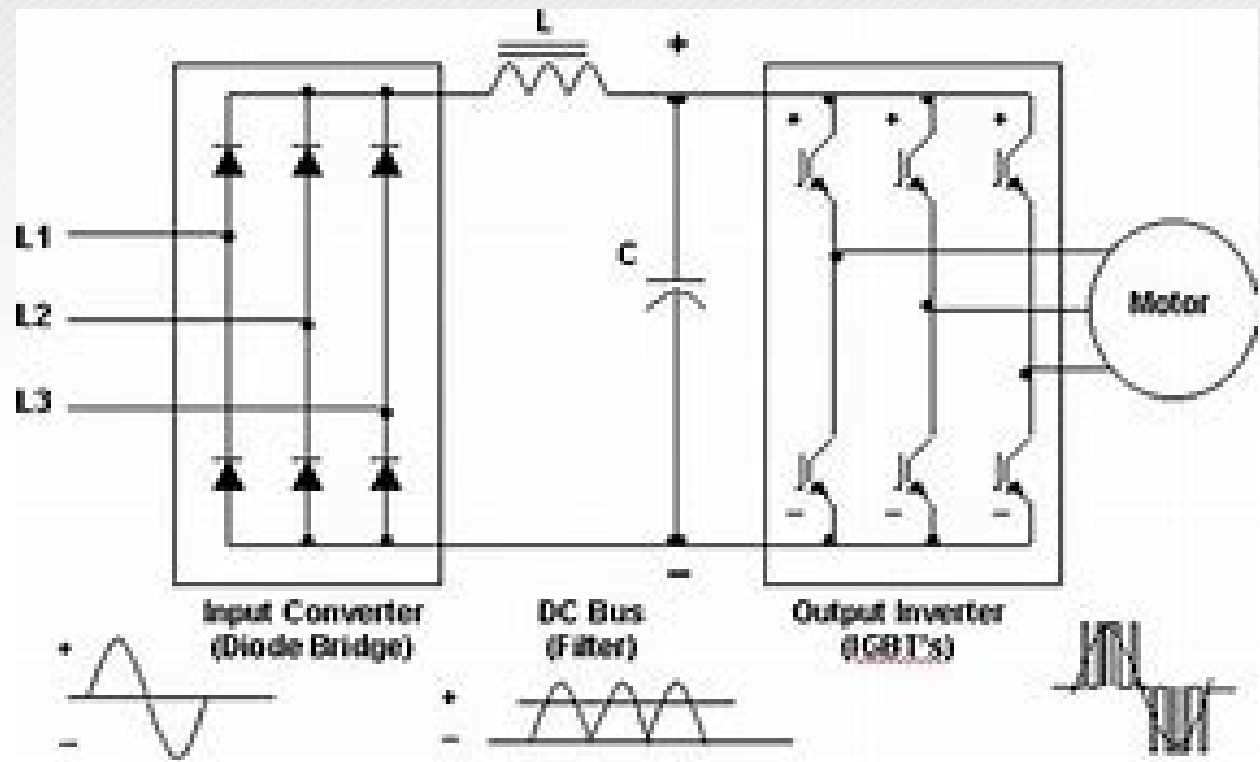 L
+
L1
L2
L3
C
+ + +
Motor
- - -
-
Input Converter
(Diode Bridge)
DC Bus
(Filter)
Output Inverter
(IGBT's)
+
-
+
-